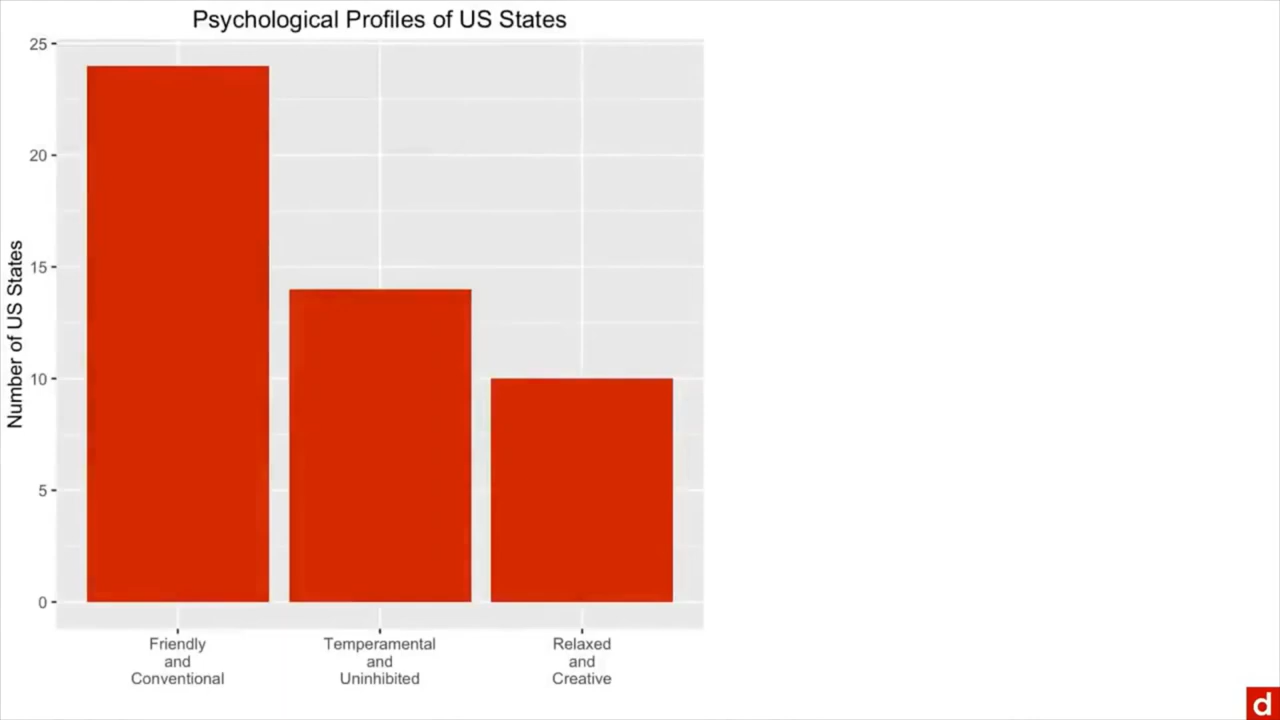 Psychological Profiles of US States
Number of US States
25
20
15
10
5
0
Friendly
and
Conventional
Temperamental
and
Uninhibited
Relaxed
and
Creative
d